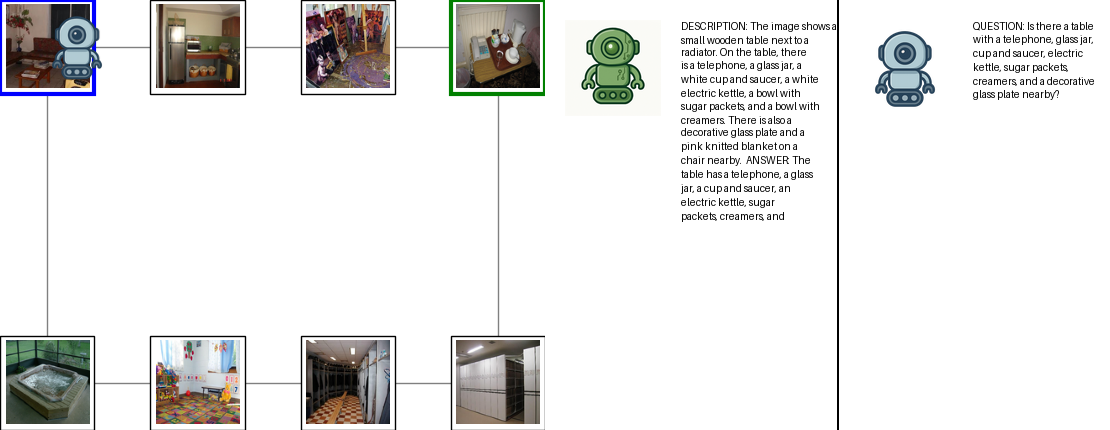 DESCRIPTION: The image shows a
small wooden table next to a
radiator. On the table, there
is a telephone, a glass jar, a
white cup and saucer, a white
electric kettle, a bowl with
sugar packets, and a bowl with
creamers. There is also a
decorative glass plate and a
pink knitted blanket on a
chair nearby.  ANSWER: The
table has a telephone, a glass
jar, a cup and saucer, an
electric kettle, sugar
packets, creamers, and
QUESTION: Is there a table
with a telephone, glass jar,
cup and saucer, electric
kettle, sugar packets,
creamers, and a decorative
glass plate nearby?